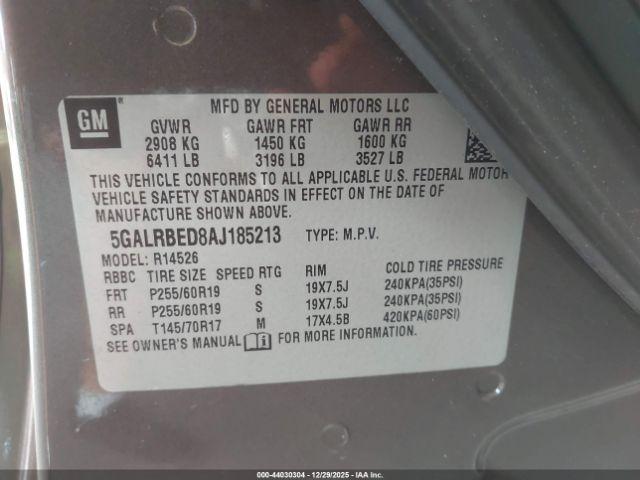 GM
MFD BY GENERAL MOTORS LLC
GVWR GAWR FRT GAWR RR
2908 KG 1450 KG 1600 KG
6411 LB 3196 LB 3527 LB
THIS VEHICLE CONFORMS TO ALL APPLICABLE U.S. FEDERAL MOTOR
VEHICLE SAFETY STANDARDS IN EFFECT ON THE DATE OF
MANUFACTURE SHOWN ABOVE.
5GALRBED8AJ185213 TYPE: M.P.V.
MODEL: R14526
RBBC TIRE SIZE SPEED RTG RIM COLD TIRE PRESSURE
FRT P255/60R19 S 19X7.5J 240KPA(35PSI)
RR P255/60R19 S 19X7.5J 240KPA(35PSI)
SPA T145/70R17 M 17X4.5B 420KPA(60PSI)
SEE OWNER'S MANUAL FOR MORE INFORMATION.
000-44030304 - 12/29/2025 - IAA Inc.